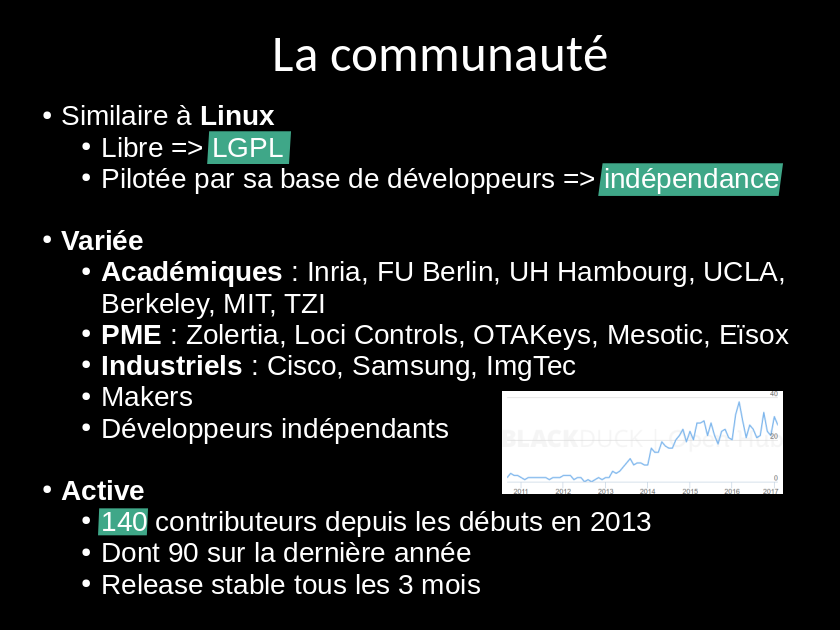 La communauté
• Similaire à Linux
• Libre => LGPL
• Pilotée par sa base de développeurs => indépendance
• Variée
• Académiques : Inria, FU Berlin, UH Hambourg, UCLA,
Berkeley, MIT, TZI
• PME : Zolertia, Loci Controls, OTAKeys, Mesotic, Eïsox
• Industriels : Cisco, Samsung, ImgTec
• Makers
• Développeurs indépendants
40
BLACKDUCK | Open Hub
20
0
2011 2012 2013 2014 2015 2016 2017
• Active
• 140 contributeurs depuis les débuts en 2013
• Dont 90 sur la dernière année
• Release stable tous les 3 mois